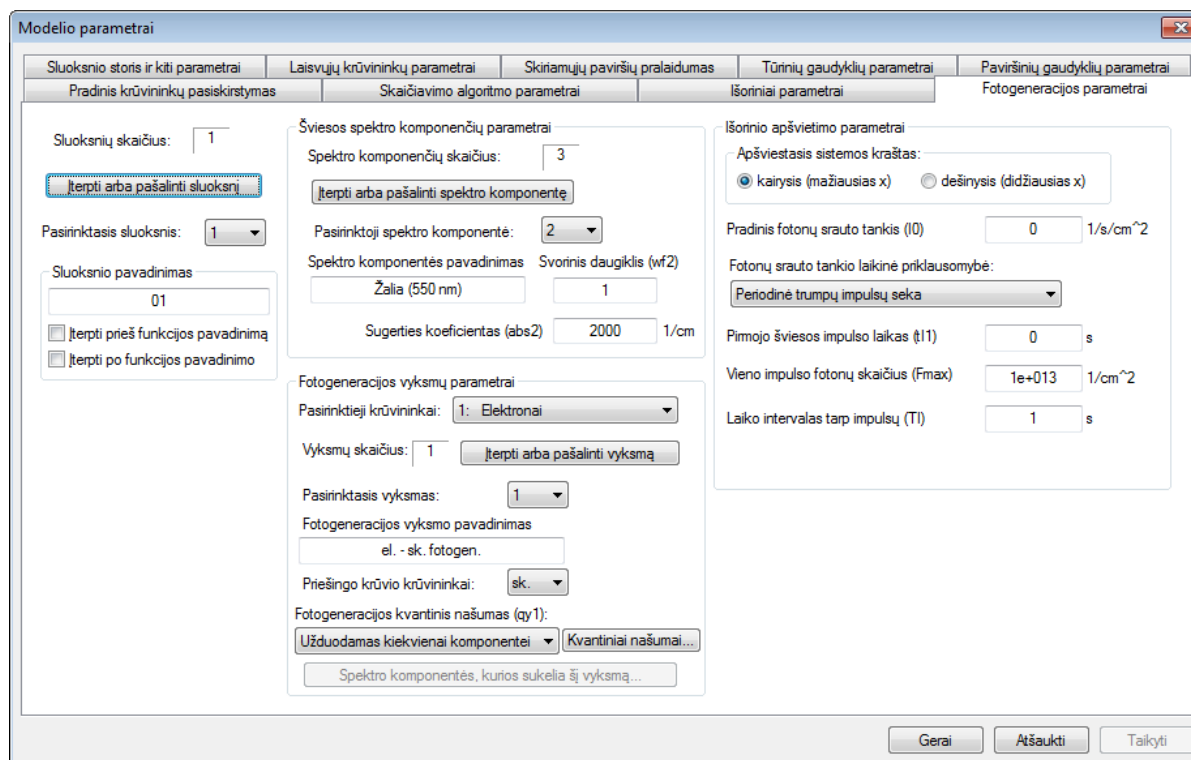 Modelio parametrai
Sluoksnio storis ir kiti parametrai
Laisvųjų krūvininkų parametrai
Skiriamųjų paviršių pralaidumas
Tūrinių gaudyklių parametrai
Paviršinių gaudyklių parametrai
Pradinis krūvininkų pasiskirstymas
Skaičiavimo algoritmo parametrai
Išoriniai parametrai
Fotogeneracijos parametrai
Sluoksnių skaičius: 1
Įterpti arba pašalinti sluoksnį
Pasirinktasis sluoksnis: 1
Sluoksnio pavadinimas
01
Įterpti prieš funkcijos pavadinimą
Įterpti po funkcijos pavadinimo
Šviesos spektro komponenčių parametrai
Spektro komponenčių skaičius: 3
Įterpti arba pašalinti spektro komponentę
Pasirinktoji spektro komponentė: 2
Spektro komponentės pavadinimas Svorinis daugiklis (wf2)
Žalia (550 nm) 1
Sugerties koeficientas (abs2) 2000 1/cm
Fotogeneracijos vyksmų parametrai
Pasirinktieji krūvininkai: 1: Elektronai
Vyksmų skaičius: 1 Įterpti arba pašalinti vyksmą
Pasirinktasis vyksmas: 1
Fotogeneracijos vyksmo pavadinimas
el. - sk. fotogen.
Priešingo krūvio krūvininkai: sk.
Fotogeneracijos kvantinis našumas (qy1):
Užduodamas kiekvienai komponentei Kvantiniai našumai...
Spektro komponentės, kurios sukelia šį vyksmą...
Išorinio apšvietimo parametrai
Apšviestasis sistemos kraštas:
kairysis (mažiausias x) dešinysis (didžiausias x)
Pradinis fotonų srauto tankis (I0) 0 1/s/cm^2
Fotonų srauto tankio laikinė priklausomybė:
Periodinė trumpų impulsų seka
Pirmojo šviesos impulso laikas (tI1) 0 s
Vieno impulso fotonų skaičius (Fmax) 1e+013 1/cm^2
Laiko intervalas tarp impulsų (TI) 1 s
Gerai
Atšaukti
Taikyti